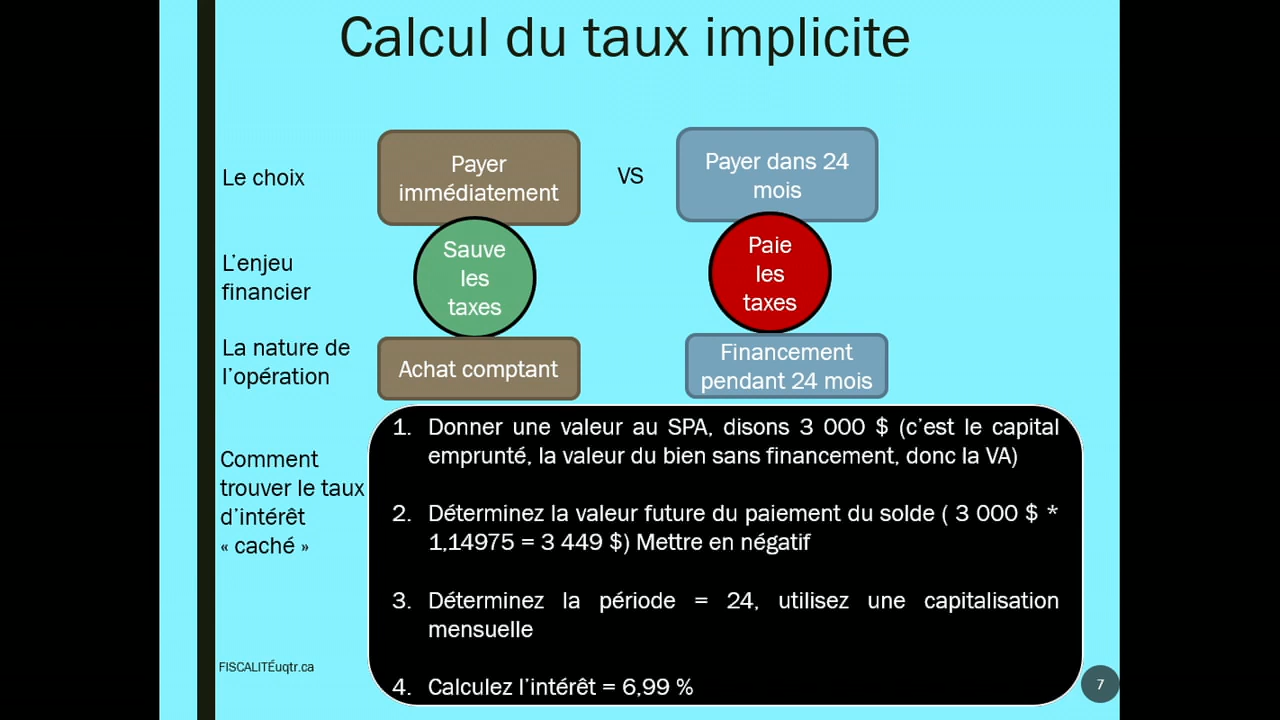 Calcul du taux implicite
Le choix
Payer
immédiatement
VS
Payer dans 24
mois
L'enjeu
financier
Sauve
les
taxes
Paie
les
taxes
La nature de
l'opération
Achat comptant
Financement
pendant 24 mois
Comment
trouver le taux
d'intérêt
« caché »
1. Donner une valeur au SPA, disons 3 000 $ (c'est le capital
emprunté, la valeur du bien sans financement, donc la VA)
2. Déterminez la valeur future du paiement du solde ( 3 000 $ *
1,14975 = 3 449 $) Mettre en négatif
3. Déterminez la période = 24, utilisez une capitalisation
mensuelle
4. Calculez l'intérêt = 6,99 %
FISCALITÉuqtr.ca
7